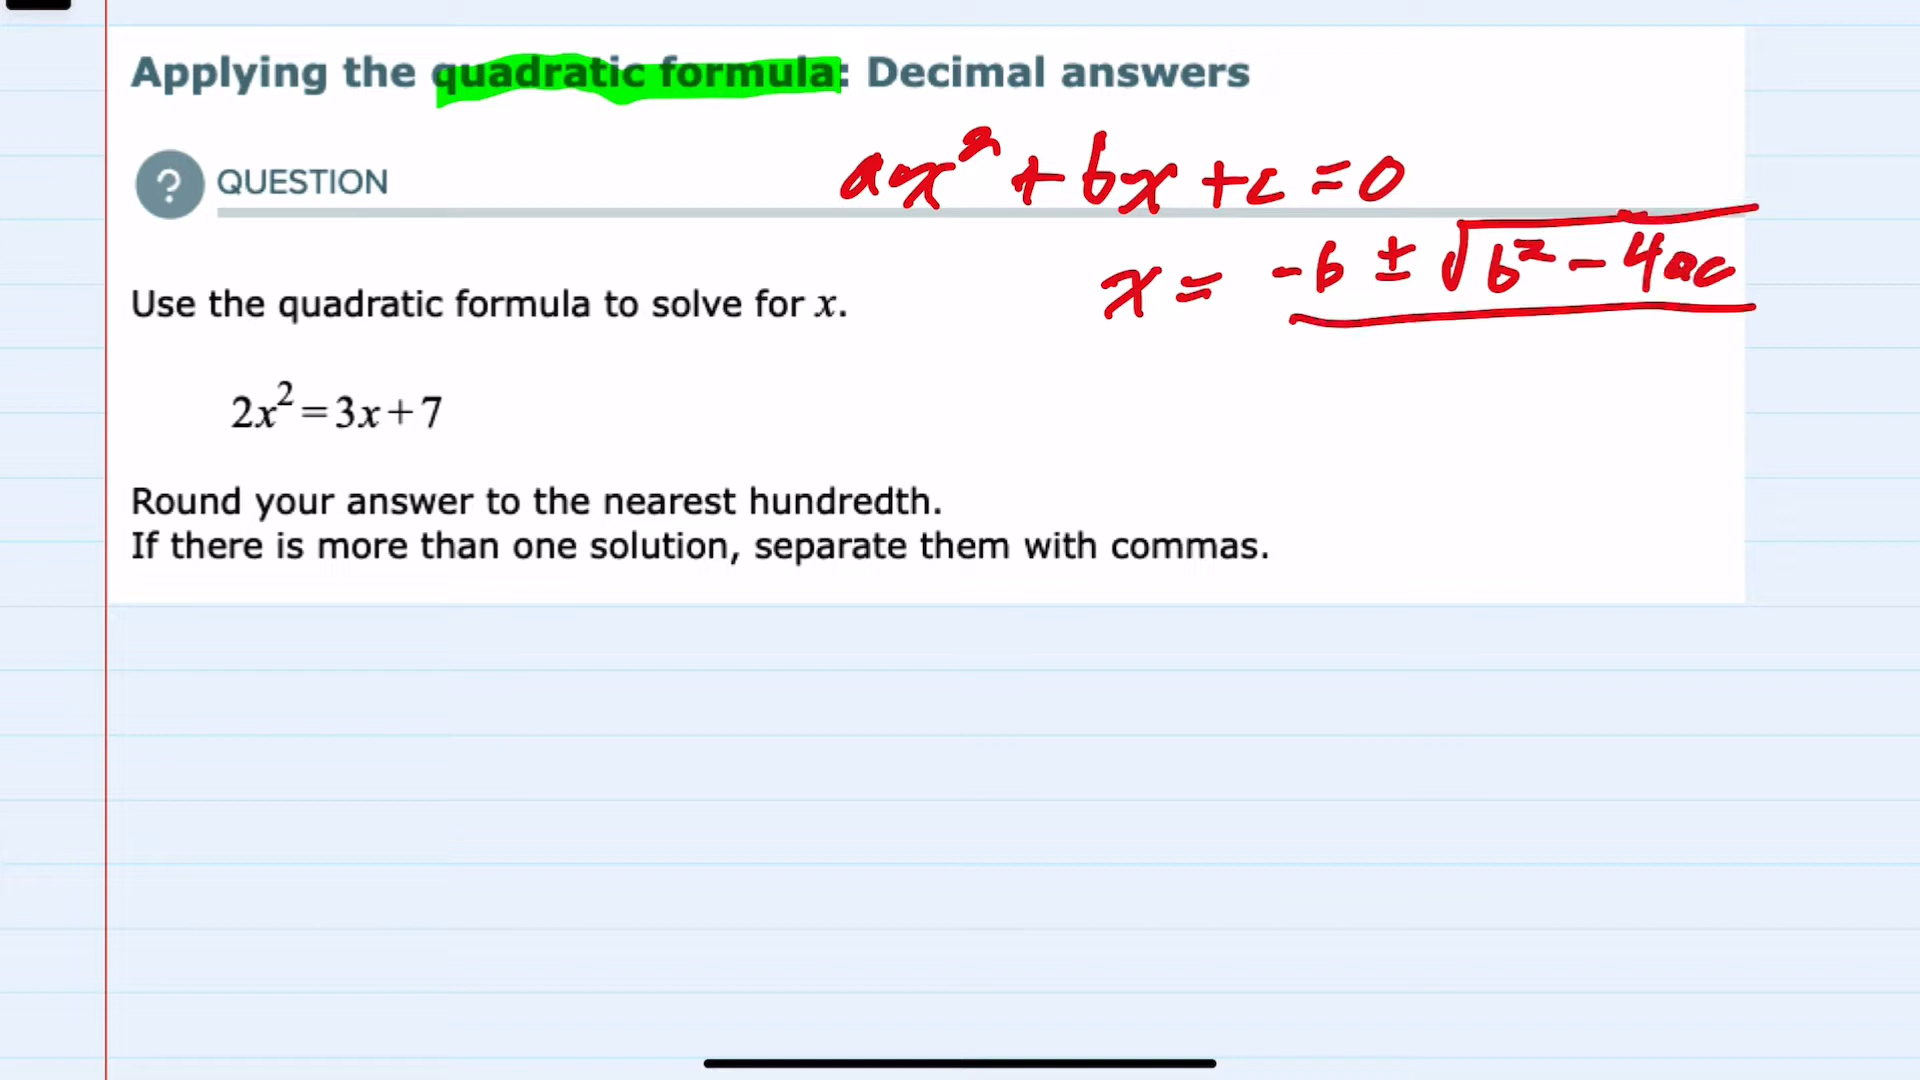 Applying the quadratic formula: Decimal answers
? QUESTION
ax² + bx + c = 0
x = -b ± √b² - 4ac
Use the quadratic formula to solve for x.
2x²=3x+7
Round your answer to the nearest hundredth.
If there is more than one solution, separate them with commas.